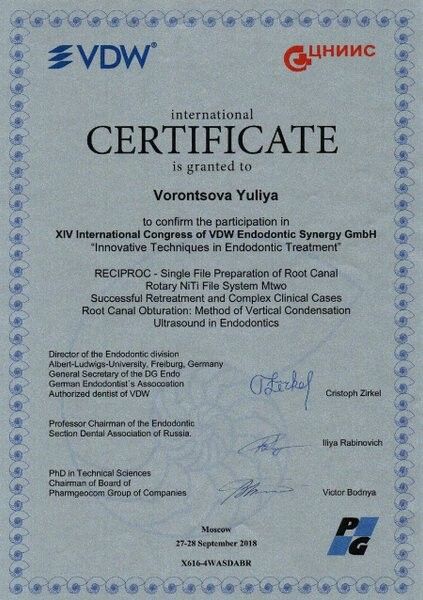 VDW®
ЦНИИС
international
CERTIFICATE
is granted to
Vorontsova Yuliya
to confirm the participation in
XIV International Congress of VDW Endodontic Synergy GmbH
“Innovative Techniques in Endodontic Treatment”
RECIPROC - Single File Preparation of Root Canal
Rotary NiTi File System Mtwo
Successful Retreatment and Complex Clinical Cases
Root Canal Obturation: Method of Vertical Condensation
Ultrasound in Endodontics
Director of the Endodontic division
Albert-Ludwigs-University, Freiburg, Germany
General Secretary of the DG Endo
German Endodontist´s Assocoation
Authorized dentist of VDW
Cristoph Zirkel
Professor Chairman of the Endodontic
Section Dental Association of Russia.
Iliya Rabinovich
PhD in Technical Sciences
Chairman of Board of
Pharmgeocom Group of Companies
Victor Bodnya
PG
Moscow
27-28 September 2018
X616-4WASDABR